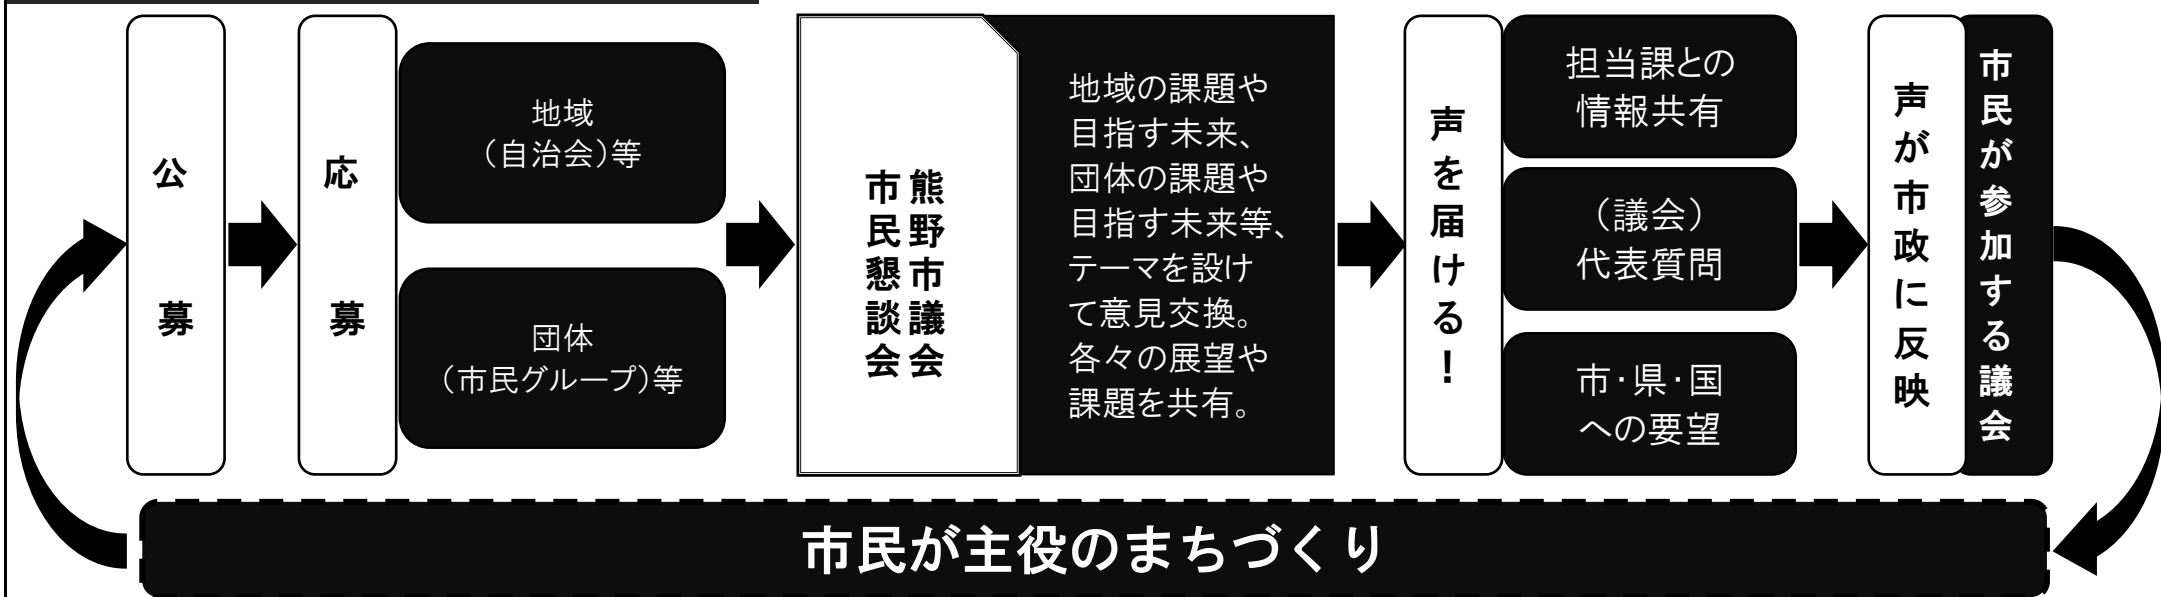 公募
応募
地域
（自治会）等
団体
（市民グループ）等
熊野市議会
市民懇談会
地域の課題や
目指す未来、
団体の課題や
目指す未来等、
テーマを設け
て意見交換。
各々の展望や
課題を共有。
声を届ける！
担当課との
情報共有
（議会）
代表質問
市・県・国
への要望
声が市政に反映
市民が参加する議会
市民が主役のまちづくり